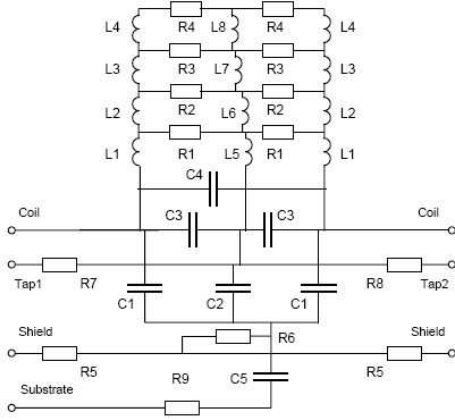 L4 R4 L8 R4 L4
L3 R3 L7 R3 L3
L2 R2 L6 R2 L2
L1 R1 L5 R1 L1
C4
Coil C3 C3 Coil
Tap1 R7 R8 Tap2
C1 C2 C1
Shield R6 Shield
R5 R9 C5 R5
Substrate